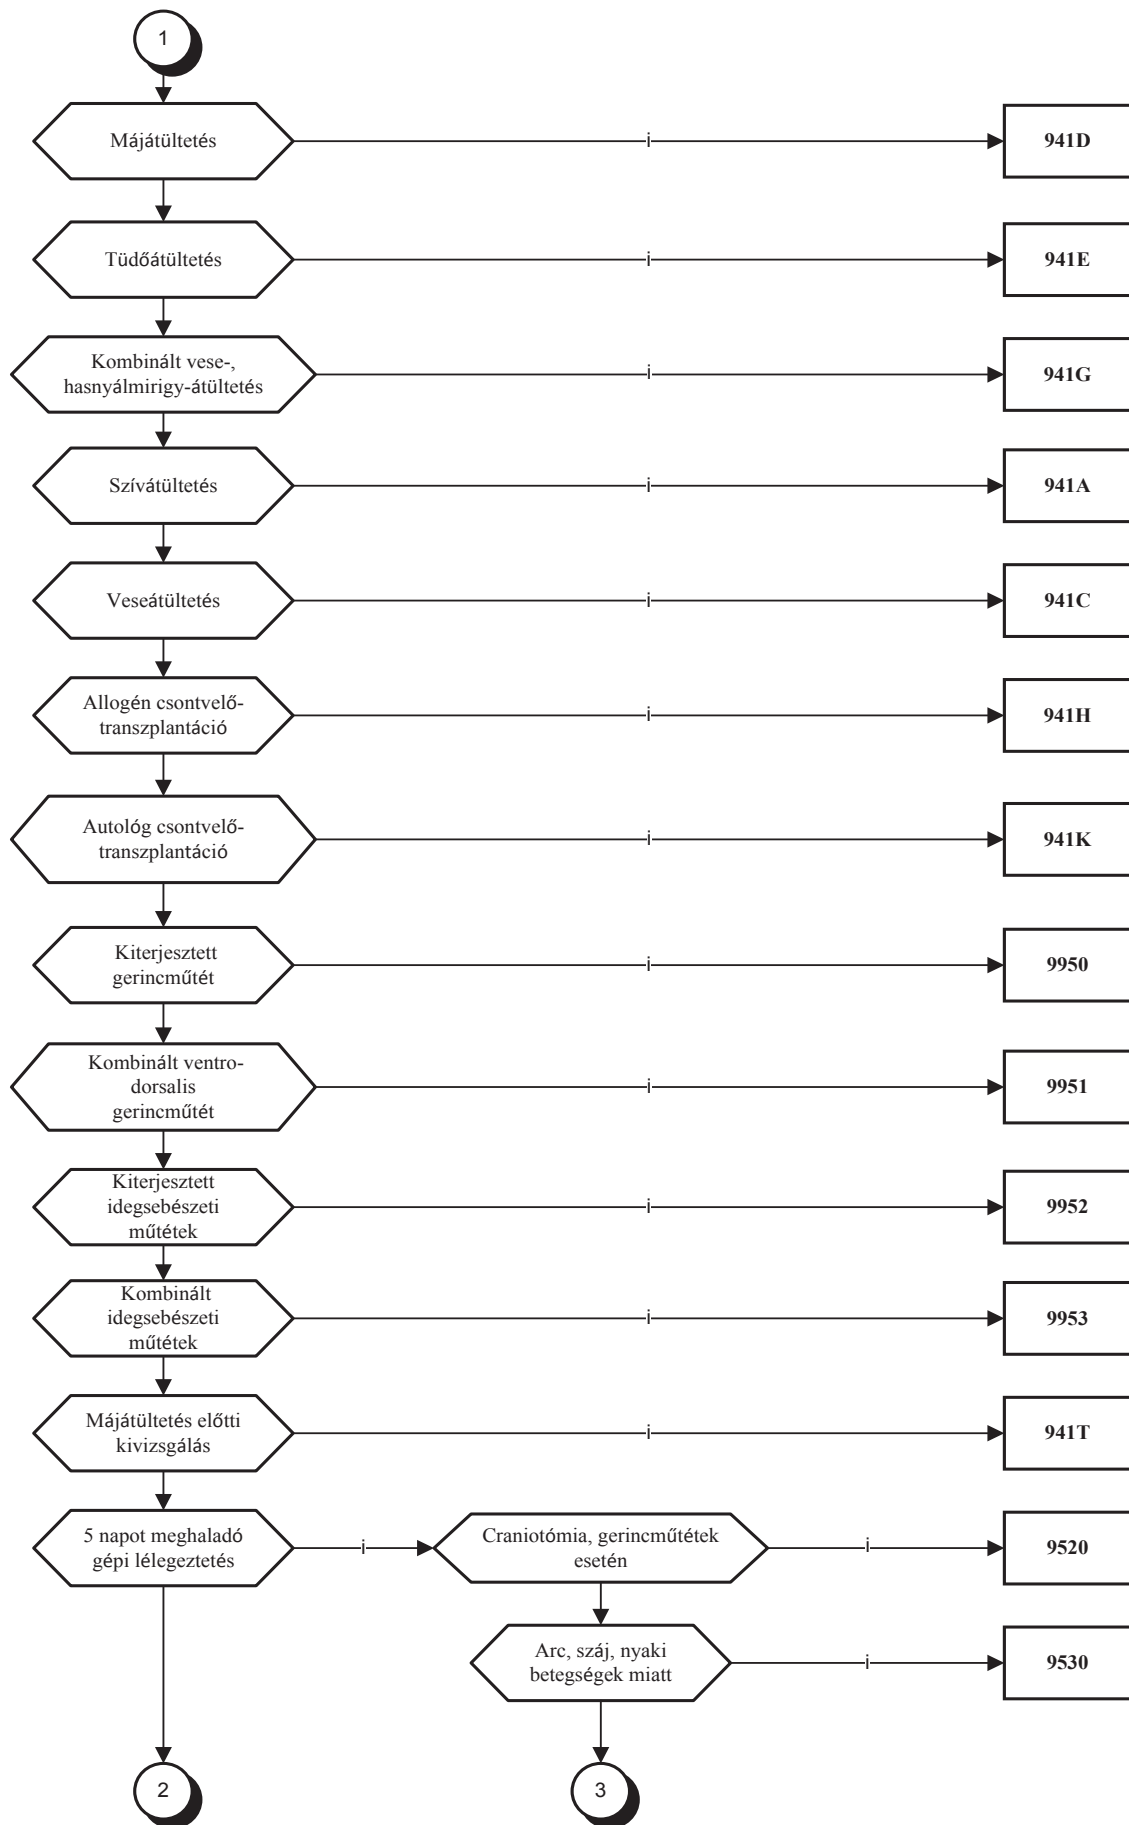 1
Májátültetés
i
941D
Tüdőátültetés
i
941E
Kombinált vese-,
hasnyálmirigy-átültetés
i
941G
Szívátültetés
i
941A
Veseátültetés
i
941C
Allogén csontvelő-
transzplantáció
i
941H
Autológ csontvelő-
transzplantáció
i
941K
Kiterjesztett
gerincműtét
i
9950
Kombinált ventro-
dorsalis
gerincműtét
i
9951
Kiterjesztett
idegsebészeti
műtétek
i
9952
Kombinált
idegsebészeti
műtétek
i
9953
Májátültetés előtti
kivizsgálás
i
941T
5 napot meghaladó
gépi lélegeztetés
i
Craniotómia, gerincműtétek
esetén
i
9520
Arc, száj, nyaki
betegségek miatt
i
9530
2
3